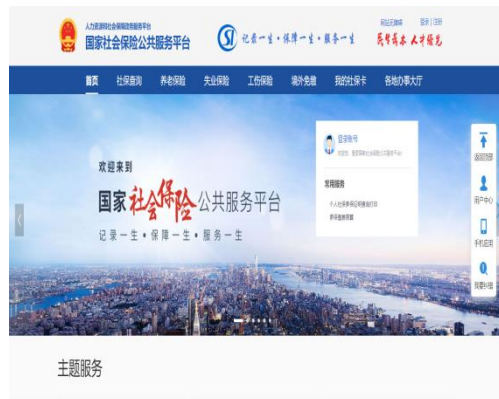 人力资源和社会保障政务服务平台
国家社会保险公共服务平台
记录一生·保障一生·服务一生
网站无障碍 登录 | 注册
民生为本 人才优先
首页 社保查询 养老保险 失业保险 工伤保险 境外免缴 我的社保卡 各地办事大厅
登录账号
欢迎来到
国家社会保险公共服务平台
记录一生·保障一生·服务一生
常用服务
个人社保参保证明查询打印
养老金测算
返回顶部
用户中心
手机应用
我要纠错
主题服务